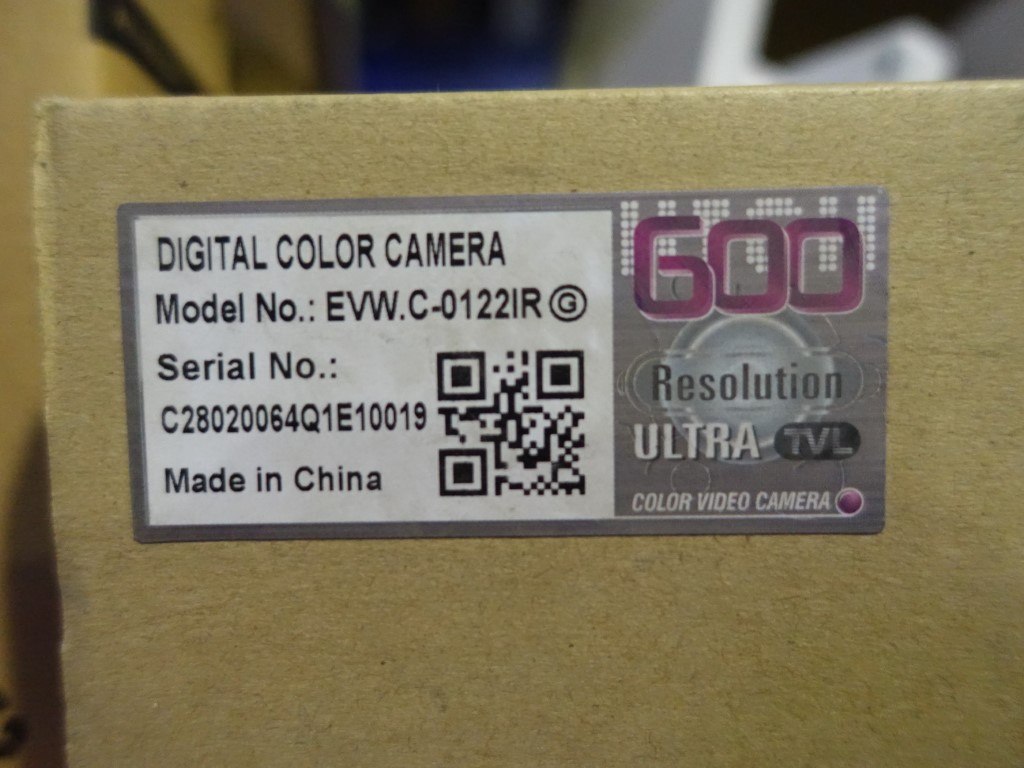 DIGITAL COLOR CAMERA
Model No.: EVW.C-0122IR G
Serial No.:
C28020064Q1E10019
Made in China
600
Resolution
ULTRA TVL
COLOR VIDEO CAMERA